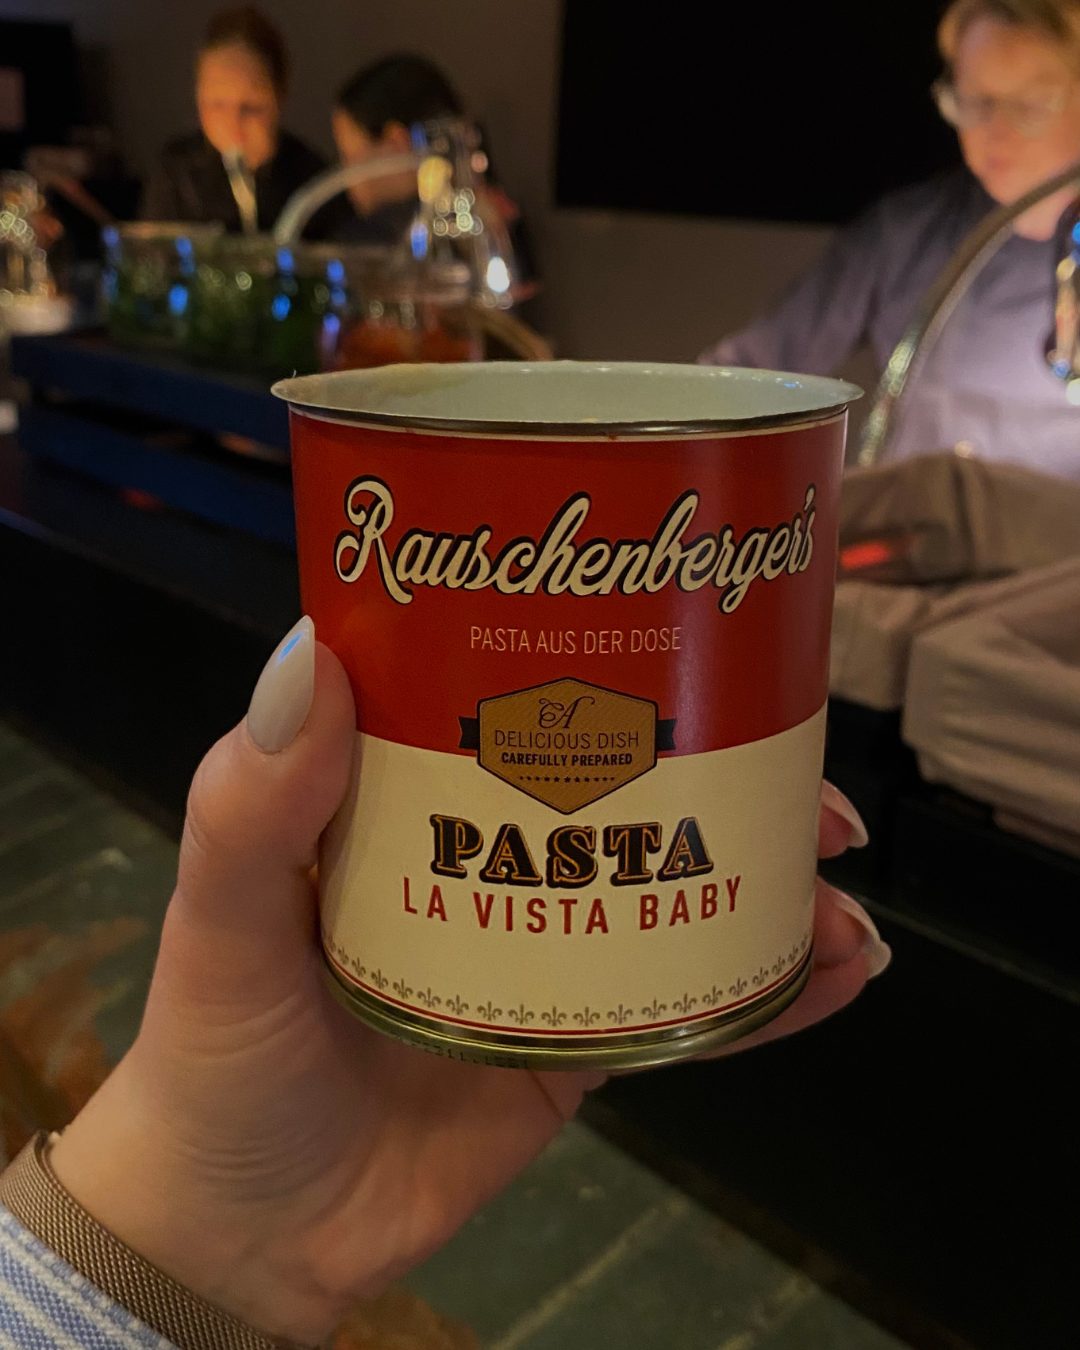 Rauschenberger's
PASTA AUS DER DOSE
A
DELICIOUS DISH
CAREFULLY PREPARED
PASTA
LA VISTA BABY